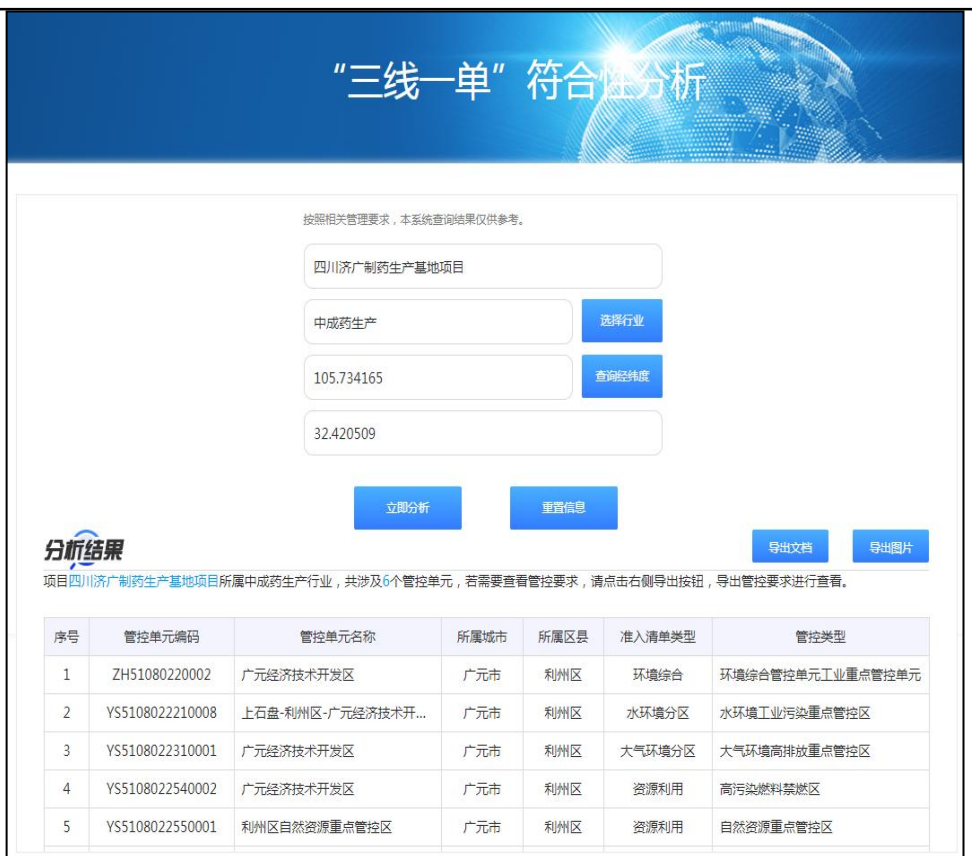 “三线一单”符合性分析
按照相关管理要求，本系统查询结果仅供参考。
四川济广制药生产基地项目
中成药生产 选择行业
105.734165 查询经纬度
32.420509
立即分析 重置信息
分析结果 导出文档 导出图片
项目四川济广制药生产基地项目所属中成药生产行业，共涉及6个管控单元，若需要查看管控要求，请点击右侧导出按钮，导出管控要求进行查看。
序号 管控单元编码 管控单元名称 所属城市 所属区县 准入清单类型 管控类型
1 ZH51080220002 广元经济技术开发区 广元市 利州区 环境综合 环境综合管控单元工业重点管控单元
2 YS5108022210008 上石盘-利州区-广元经济技术开... 广元市 利州区 水环境分区 水环境工业污染重点管控区
3 YS5108022310001 广元经济技术开发区 广元市 利州区 大气环境分区 大气环境高排放重点管控区
4 YS5108022540002 广元经济技术开发区 广元市 利州区 资源利用 高污染燃料禁燃区
5 YS5108022550001 利州区自然资源重点管控区 广元市 利州区 资源利用 自然资源重点管控区